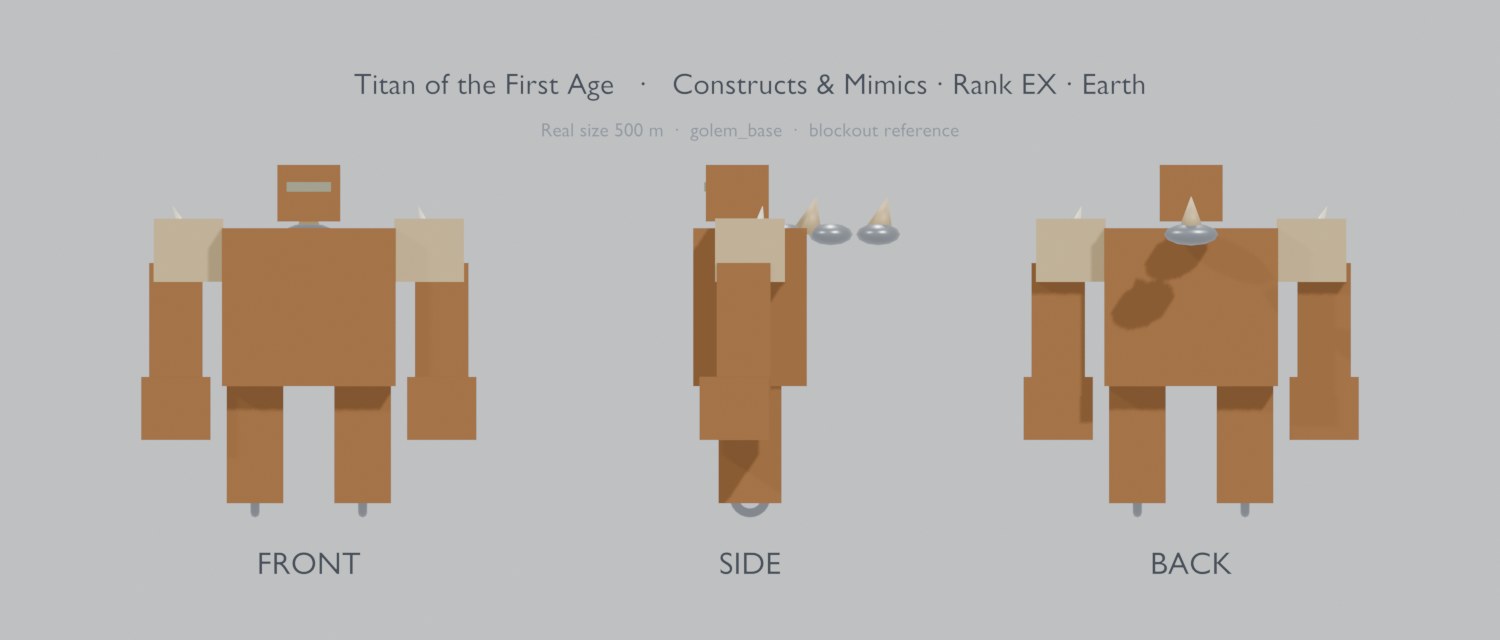 Titan of the First Age · Constructs & Mimics · Rank EX · Earth
Real size 500 m · golem_base · blockout reference
FRONT SIDE BACK